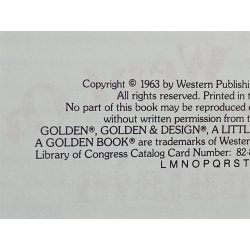 Copyright © 1963 by Western Publishi
All rights reserved. Printed in t
No part of this book may be reproduced o
without written permission from t
GOLDEN®, GOLDEN & DESIGN®, A LITTL
A GOLDEN BOOK® are trademarks of Western
Library of Congress Catalog Card Number: 82-8
L M N O P Q R S T